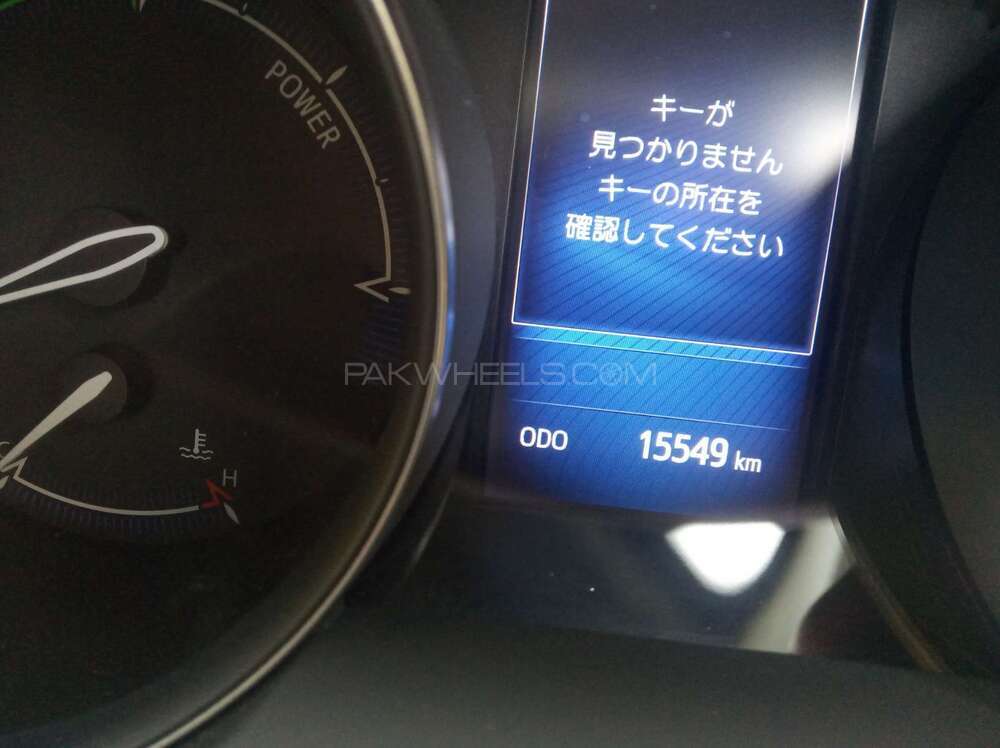 POWER
キーが
見つかりません
キーの所在を
確認してください
PAKWHEELS.COM
ODO 15549 km
H